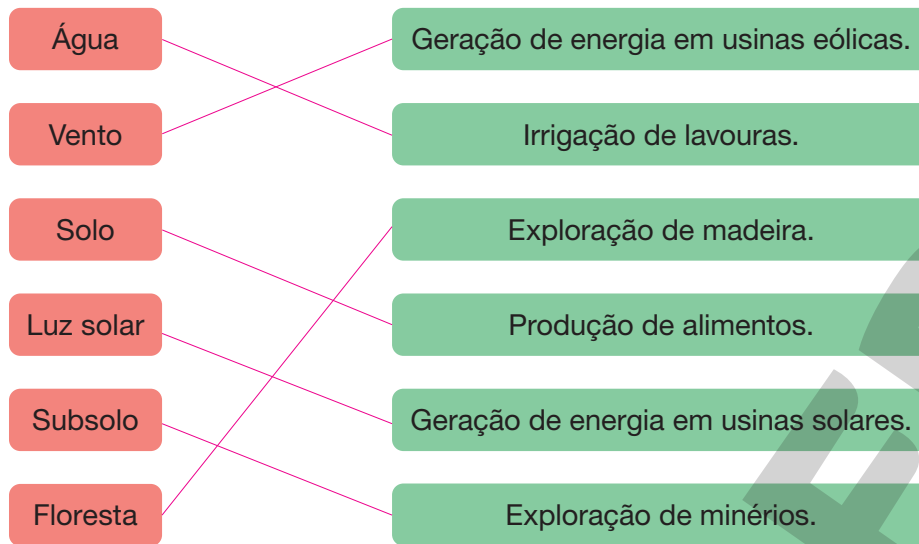 Água
Geração de energia em usinas eólicas.
Vento
Irrigação de lavouras.
Solo
Exploração de madeira.
Luz solar
Produção de alimentos.
Subsolo
Geração de energia em usinas solares.
Floresta
Exploração de minérios.